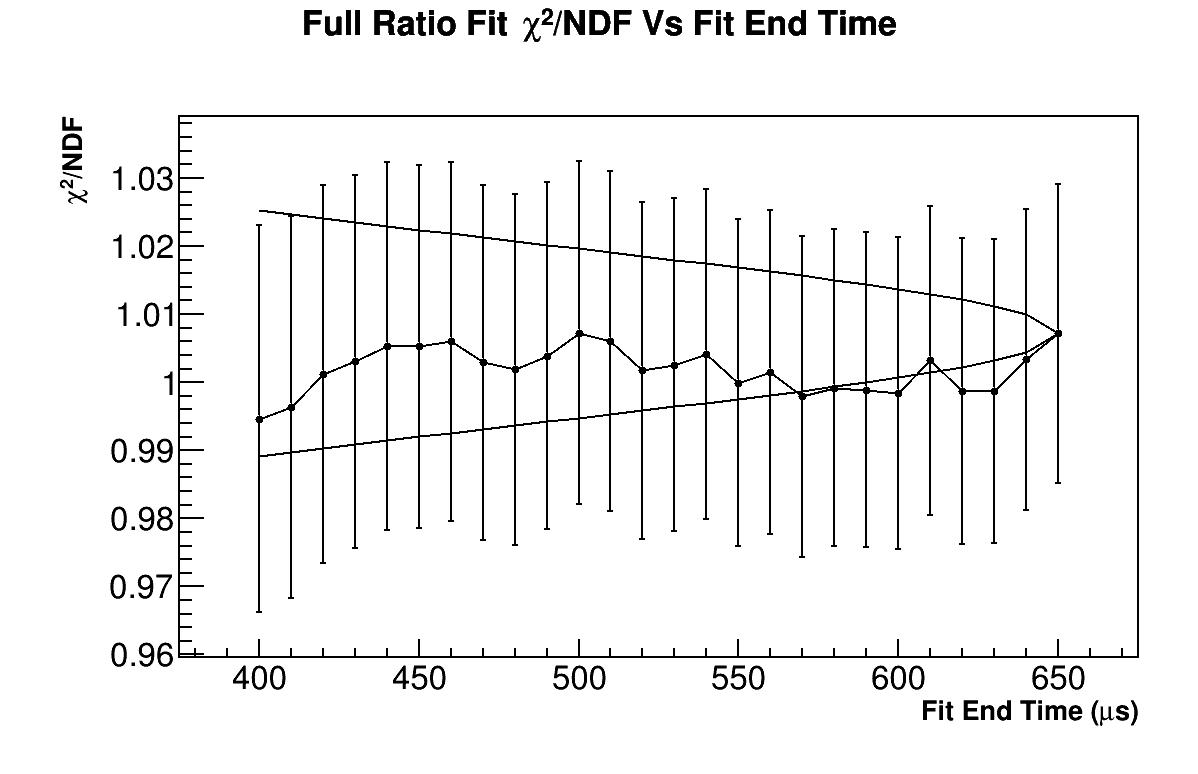 Full Ratio Fit χ²/NDF Vs Fit End Time
χ²/NDF
1.03
1.02
1.01
1
0.99
0.98
0.97
0.96
400 450 500 550 600 650
Fit End Time (μs)